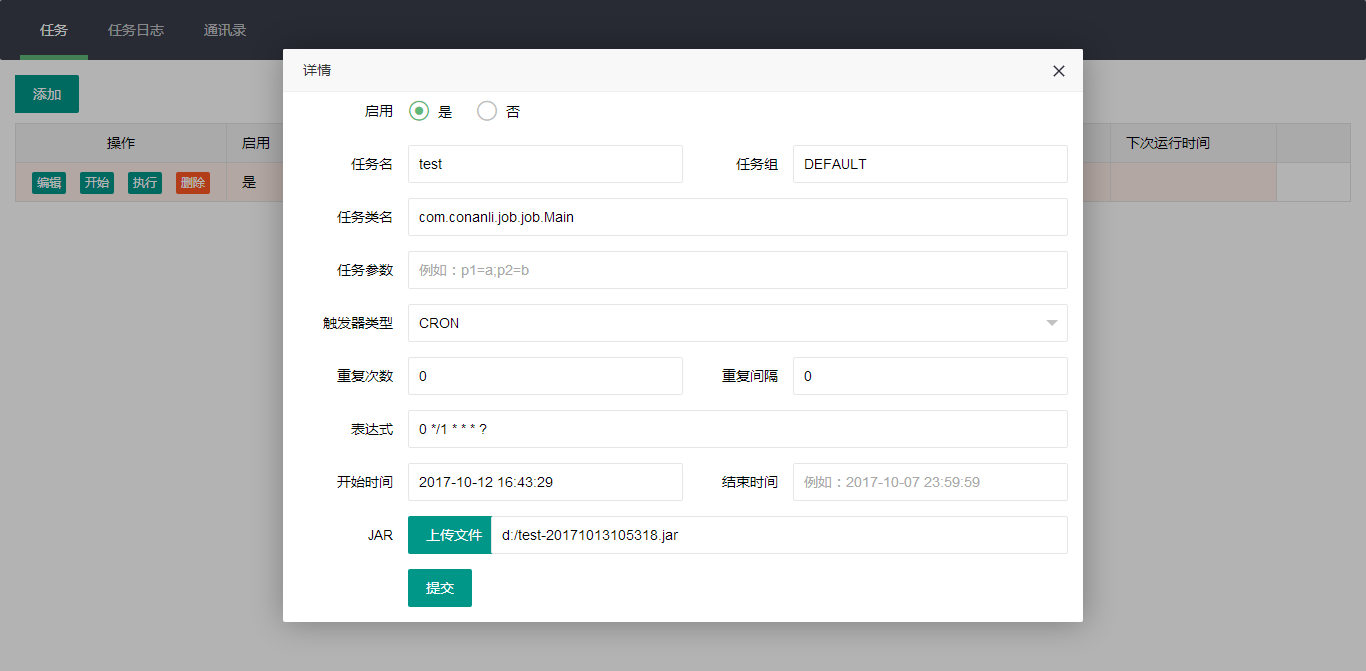 任务 任务日志 通讯录
添加
操作 启用 下次运行时间
编辑 开始 执行 删除 是
详情
启用 是 否
任务名 test 任务组 DEFAULT
任务类名 com.conanli.job.job.Main
任务参数 例如：p1=a;p2=b
触发器类型 CRON
重复次数 0 重复间隔 0
表达式 0 */1 * * * ?
开始时间 2017-10-12 16:43:29 结束时间 例如：2017-10-07 23:59:59
JAR 上传文件 d:/test-20171013105318.jar
提交